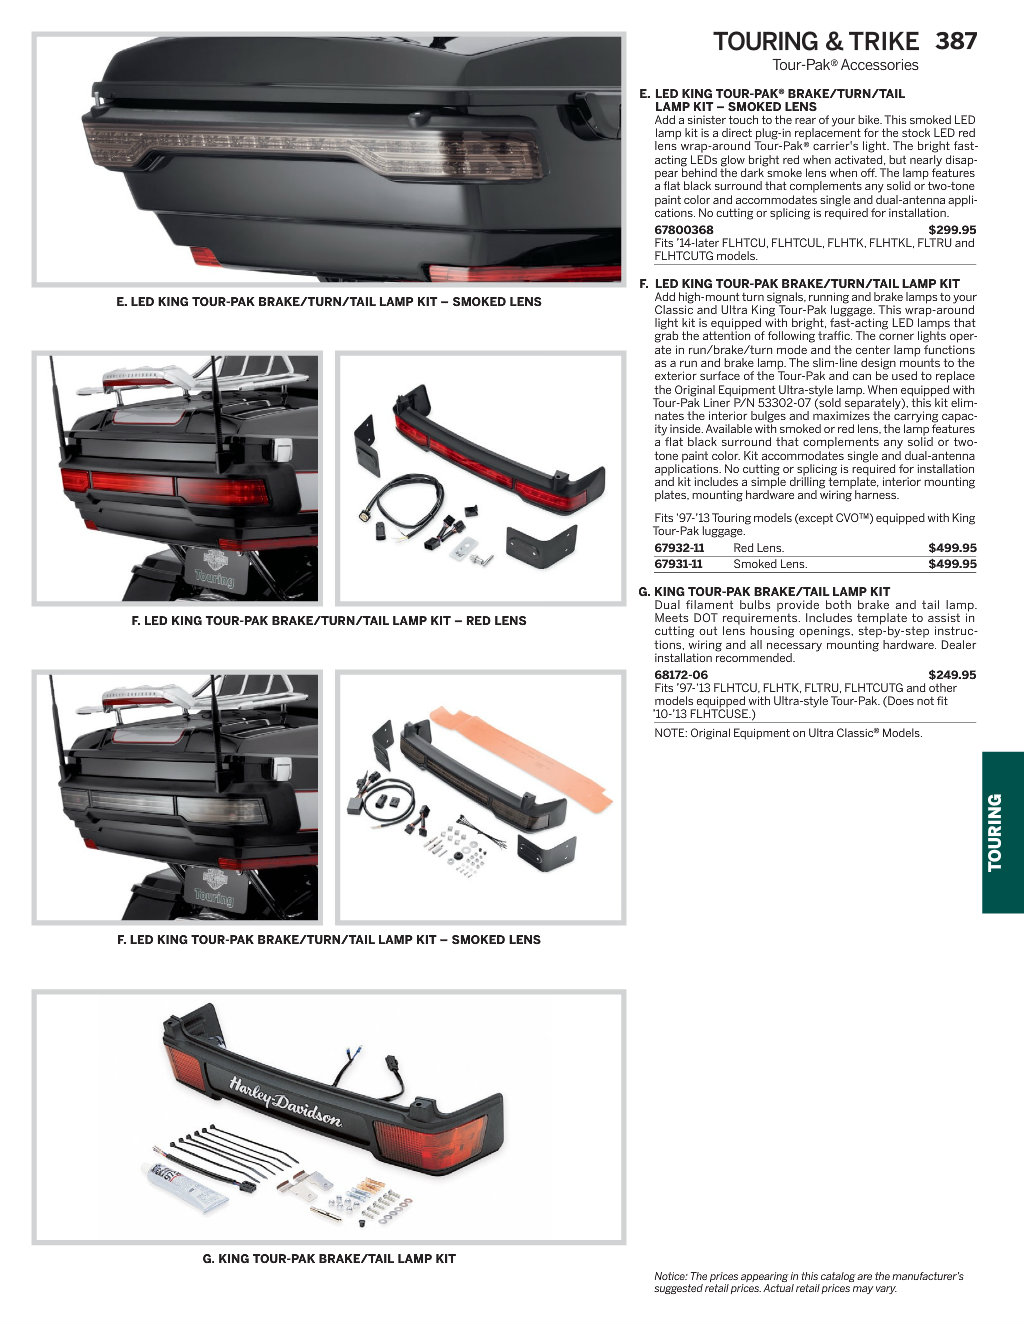 TOURING & TRIKE 387
Tour-Pak® Accessories
E. LED KING TOUR-PAK® BRAKE/TURN/TAIL
LAMP KIT – SMOKED LENS
Add a sinister touch to the rear of your bike. This smoked LED
lamp kit is a direct plug-in replacement for the stock LED red
lens wrap-around Tour-Pak® carrier's light. The bright fast-
acting LEDs glow bright red when activated, but nearly disap-
pear behind the dark smoke lens when off. The lamp features
a flat black surround that complements any solid or two-tone
paint color and accommodates single and dual-antenna appli-
cations. No cutting or splicing is required for installation.
67800368 $299.95
Fits '14-later FLHTCU, FLHTCUL, FLHTK, FLHTKL, FLTRU and
FLHTCUTG models.
E. LED KING TOUR-PAK BRAKE/TURN/TAIL LAMP KIT – SMOKED LENS
F. LED KING TOUR-PAK BRAKE/TURN/TAIL LAMP KIT
Add high-mount turn signals, running and brake lamps to your
Classic and Ultra King Tour-Pak luggage. This wrap-around
light kit is equipped with bright, fast-acting LED lamps that
grab the attention of following traffic. The corner lights oper-
ate in run/brake/turn mode and the center lamp functions
as a run and brake lamp. The slim-line design mounts to the
exterior surface of the Tour-Pak and can be used to replace
the Original Equipment Ultra-style lamp. When equipped with
Tour-Pak Liner P/N 53302-07 (sold separately), this kit elim-
nates the interior bulges and maximizes the carrying capac-
ity inside. Available with smoked or red lens, the lamp features
a flat black surround that complements any solid or two-
tone paint color. Kit accommodates single and dual-antenna
applications. No cutting or splicing is required for installation
and kit includes a simple drilling template, interior mounting
plates, mounting hardware and wiring harness.
Fits '97-'13 Touring models (except CVO™) equipped with King
Tour-Pak luggage.
67932-11 Red Lens. $499.95
67931-11 Smoked Lens. $499.95
Touring
F. LED KING TOUR-PAK BRAKE/TURN/TAIL LAMP KIT – RED LENS
G. KING TOUR-PAK BRAKE/TAIL LAMP KIT
Dual filament bulbs provide both brake and tail lamp.
Meets DOT requirements. Includes template to assist in
cutting out lens housing openings, step-by-step instruc-
tions, wiring and all necessary mounting hardware. Dealer
installation recommended.
68172-06 $249.95
Fits '97-'13 FLHTCU, FLHTK, FLTRU, FLHTCUTG and other
models equipped with Ultra-style Tour-Pak. (Does not fit
'10-'13 FLHTCUSE.)
NOTE: Original Equipment on Ultra Classic® Models.
TOURING
Touring
F. LED KING TOUR-PAK BRAKE/TURN/TAIL LAMP KIT – SMOKED LENS
Harley-Davidson
G. KING TOUR-PAK BRAKE/TAIL LAMP KIT
Notice: The prices appearing in this catalog are the manufacturer's
suggested retail prices. Actual retail prices may vary.